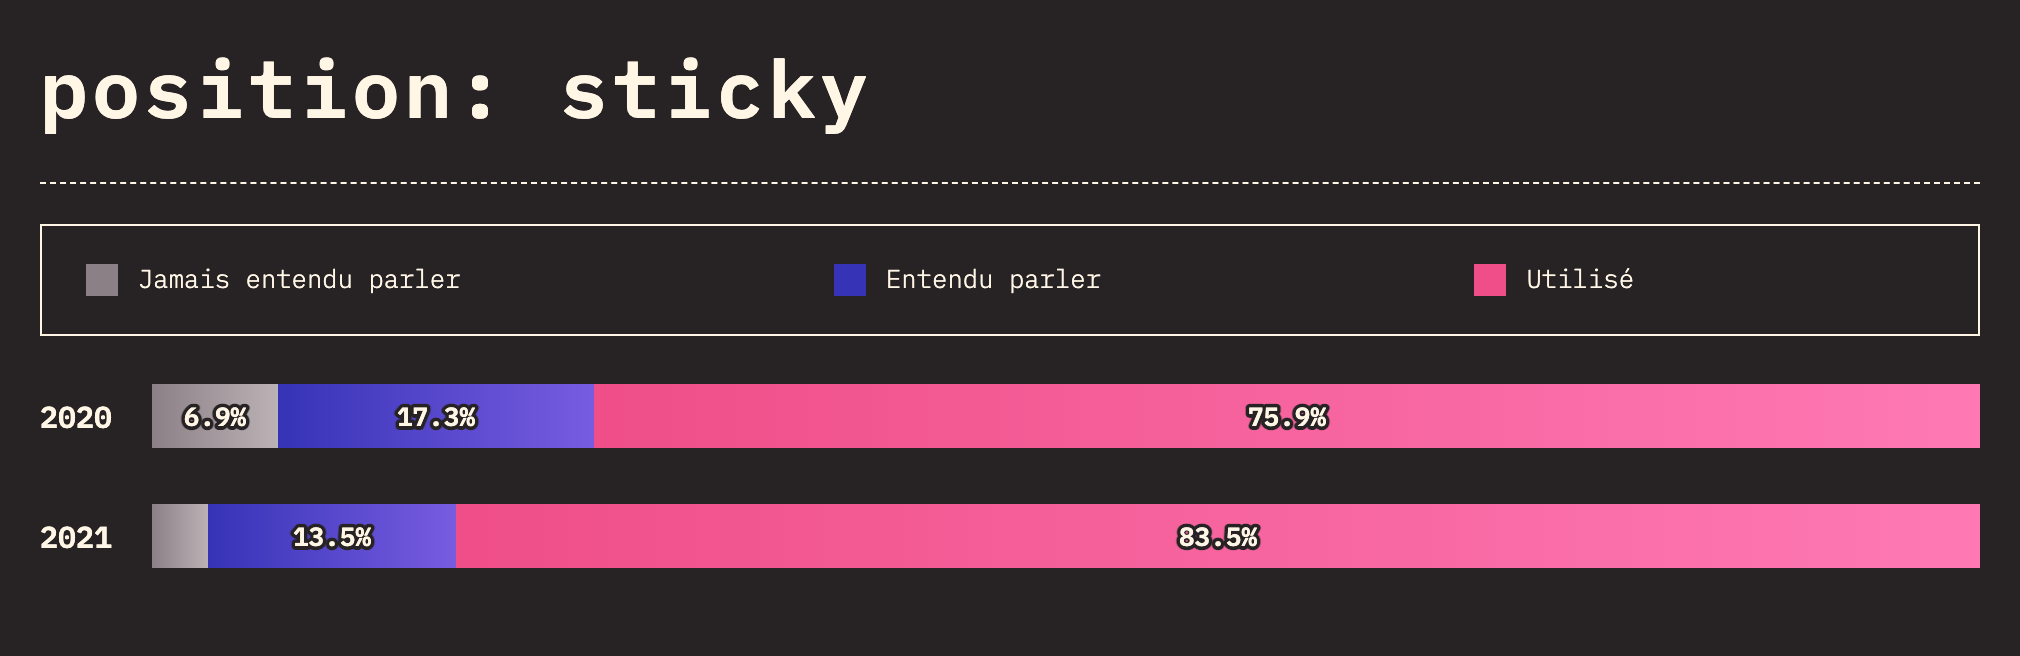 position: sticky
Jamais entendu parler Entendu parler Utilisé
2020 6.9% 17.3% 75.9%
2021 13.5% 83.5%